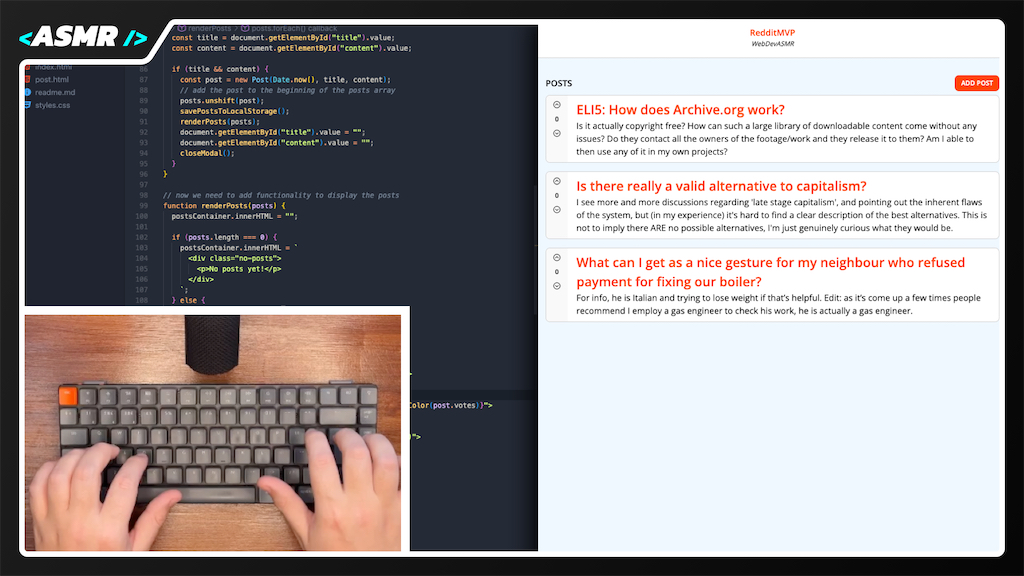 <ASMR />
renderPosts > posts.forEach() callback
const title = document.getElementById("title").value;
const content = document.getElementById("content").value;
index.html
post.html
readme.md
styles.css
86 if (title && content) {
87 const post = new Post(Date.now(), title, content);
88 // add the post to the beginning of the posts array
89 posts.unshift(post);
90 savePostsToLocalStorage();
91 renderPosts(posts);
92 document.getElementById("title").value = "";
93 document.getElementById("content").value = "";
94 closeModal();
95 }
96 }
97
98 // now we need to add functionality to display the posts
99 function renderPosts(posts) {
100 postsContainer.innerHTML = "";
101
102 if (posts.length === 0) {
103 postsContainer.innerHTML = `
104 <div class="no-posts">
105 <p>No posts yet!</p>
106 </div>
107 `;
108 } else {
Color(post.votes)}">
">
RedditMVP
WebDevASMR
POSTS
ADD POST
ELI5: How does Archive.org work?
0
Is it actually copyright free? How can such a large library of downloadable content come without any
issues? Do they contact all the owners of the footage/work and they release it to them? Am I able to
then use any of it in my own projects?
Is there really a valid alternative to capitalism?
0
I see more and more discussions regarding 'late stage capitalism', and pointing out the inherent flaws
of the system, but (in my experience) it's hard to find a clear description of the best alternatives. This is
not to imply there ARE no possible alternatives, I'm just genuinely curious what they would be.
What can I get as a nice gesture for my neighbour who refused
0
payment for fixing our boiler?
For info, he is Italian and trying to lose weight if that's helpful. Edit: as it's come up a few times people
recommend I employ a gas engineer to check his work, he is actually a gas engineer.